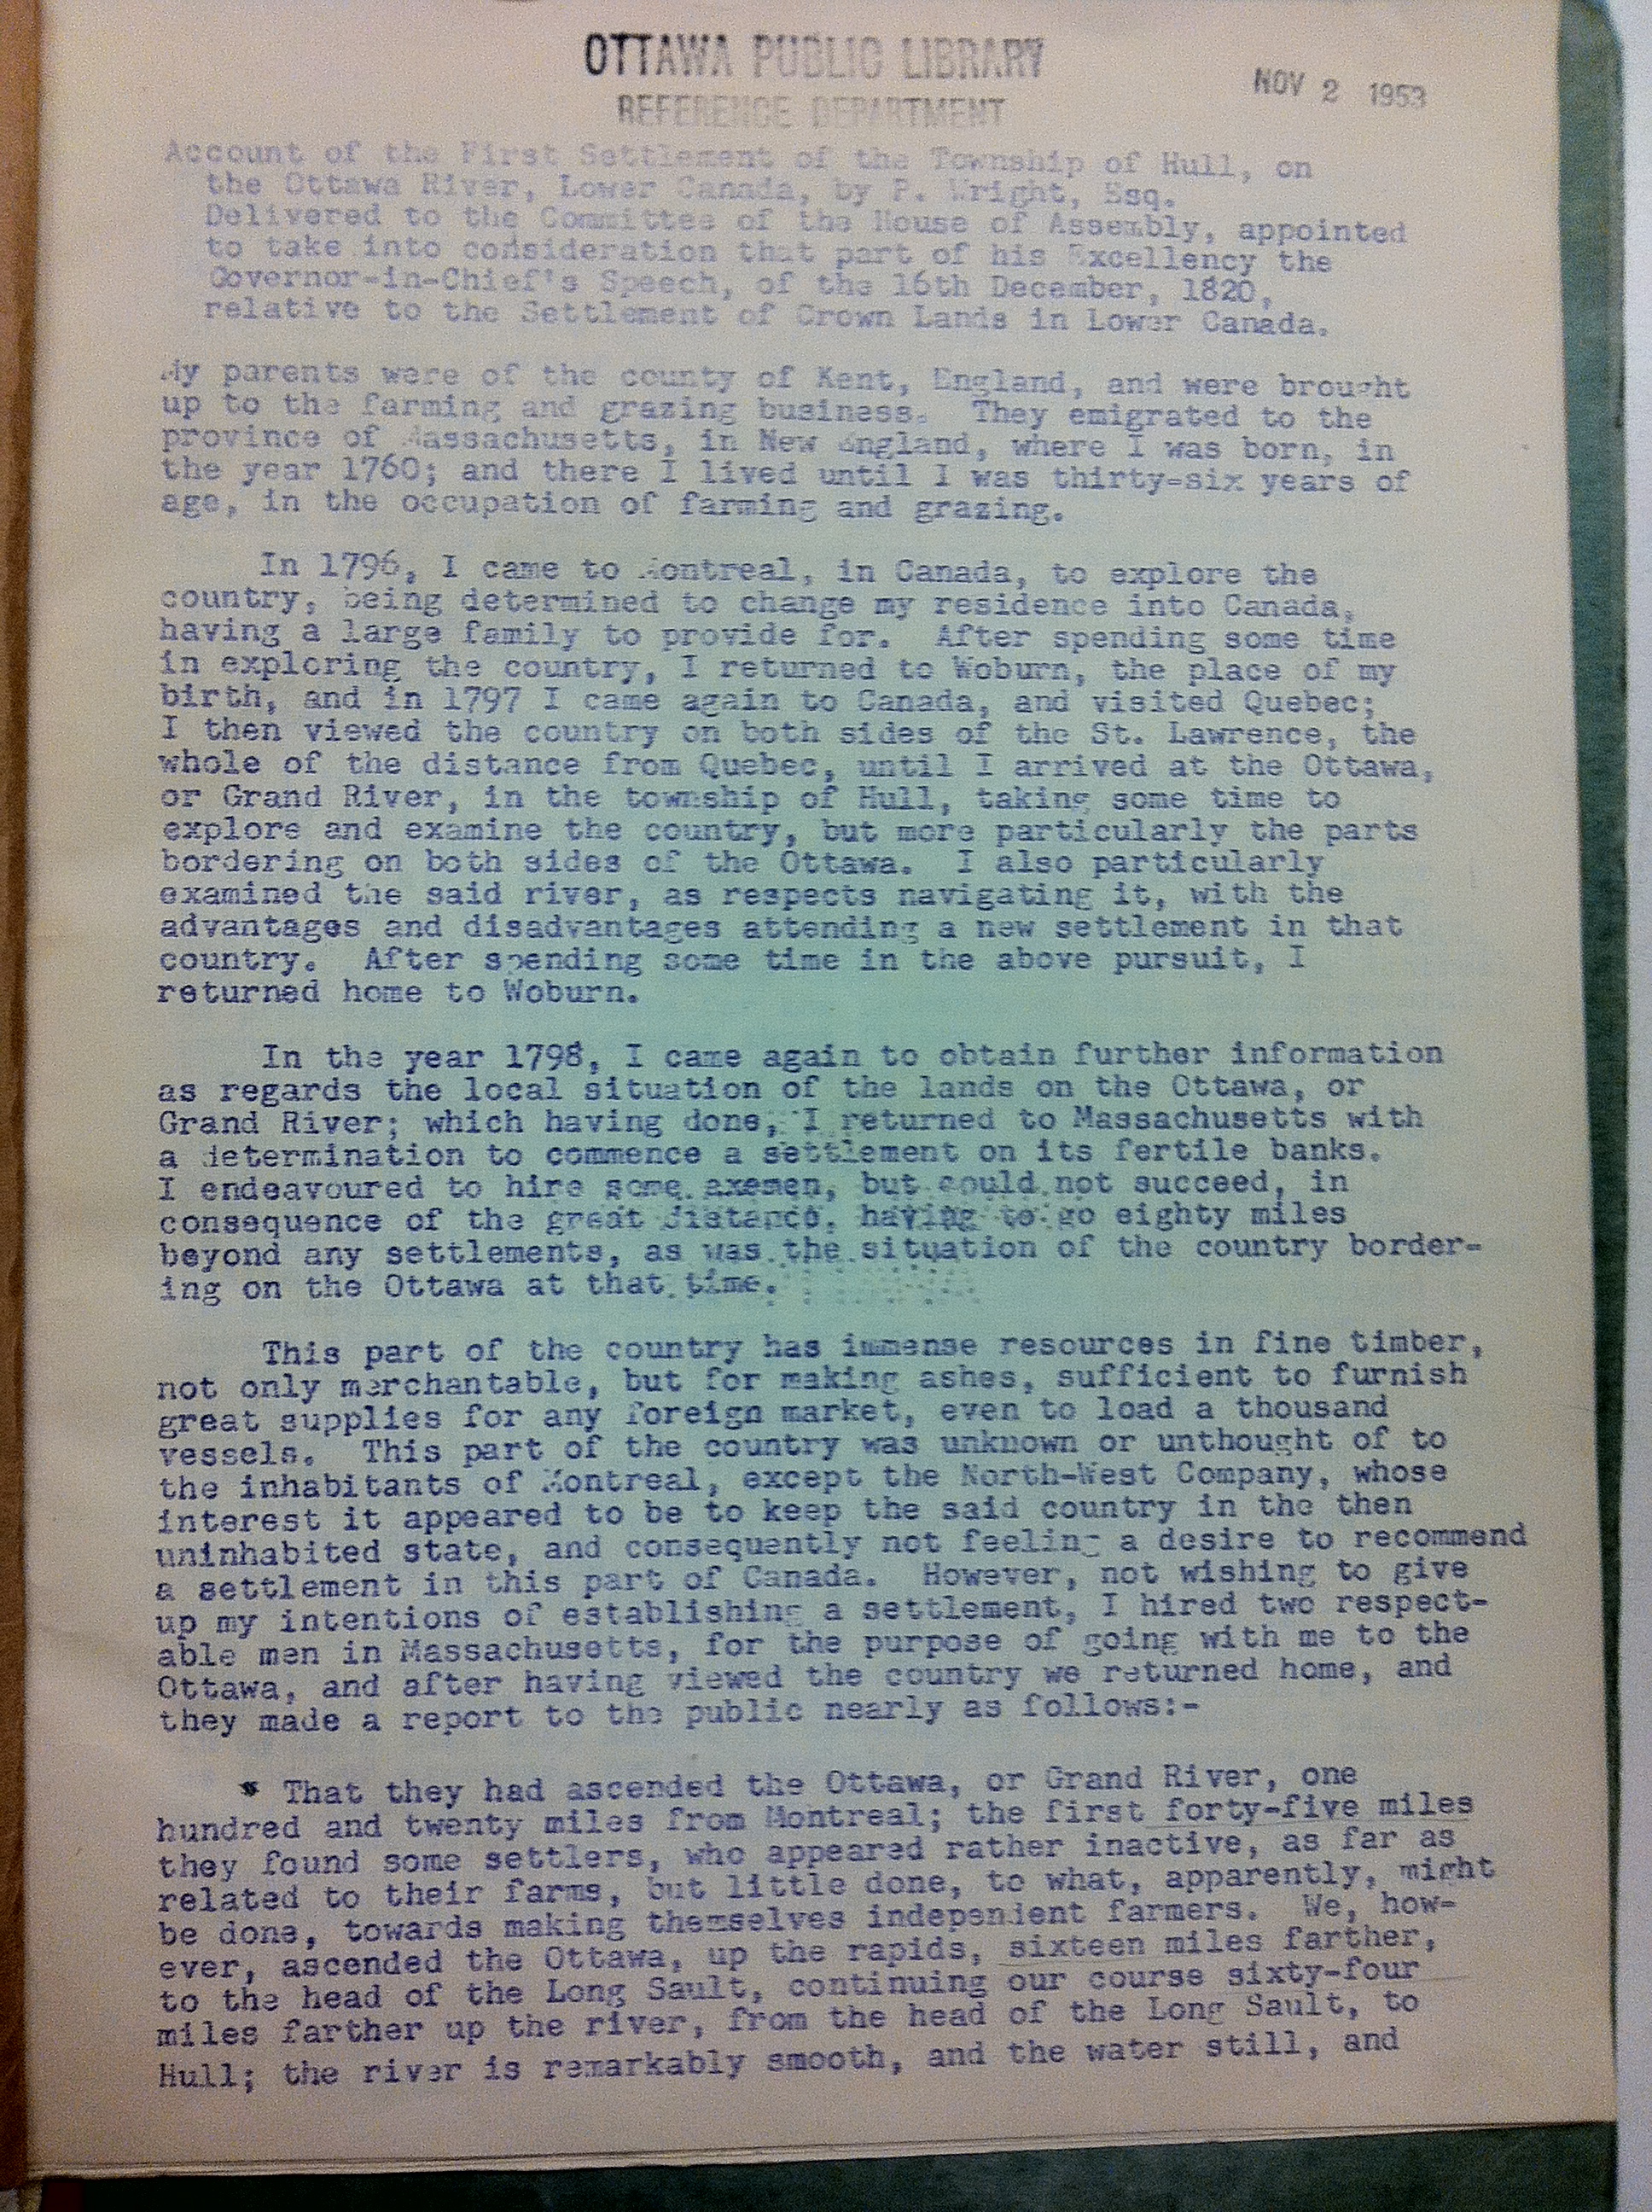 OTTAWA PUBLIC LIBRARY
REFERENCE DEPARTMENT
NOV 2 1953
Account of the First Settlement of the Township of Hull, on
the Ottawa River, Lower Canada, by P. Wright, Esq.
Delivered to the Committee of the House of Assembly, appointed
to take into consideration that part of his Excellency the
Governor-in-Chief's Speech, of the 16th December, 1820,
relative to the Settlement of Crown Lands in Lower Canada.
My parents were of the county of Kent, England, and were brought
up to the farming and grazing business. They emigrated to the
province of Massachusetts, in New England, where I was born, in
the year 1760; and there I lived until I was thirty-six years of
age, in the occupation of farming and grazing.
In 1796, I came to Montreal, in Canada, to explore the
country, being determined to change my residence into Canada,
having a large family to provide for. After spending some time
in exploring the country, I returned to Woburn, the place of my
birth, and in 1797 I came again to Canada, and visited Quebec;
I then viewed the country on both sides of the St. Lawrence, the
whole of the distance from Quebec, until I arrived at the Ottawa,
or Grand River, in the township of Hull, taking some time to
explore and examine the country, but more particularly the parts
bordering on both sides of the Ottawa. I also particularly
examined the said river, as respects navigating it, with the
advantages and disadvantages attending a new settlement in that
country. After spending some time in the above pursuit, I
returned home to Woburn.
In the year 1798, I came again to obtain further information
as regards the local situation of the lands on the Ottawa, or
Grand River; which having done, I returned to Massachusetts with
a determination to commence a settlement on its fertile banks.
I endeavoured to hire some axemen, but could not succeed, in
consequence of the great distance, having to go eighty miles
beyond any settlements, as was the situation of the country border-
ing on the Ottawa at that time.
This part of the country has immense resources in fine timber,
not only merchantable, but for making ashes, sufficient to furnish
great supplies for any foreign market, even to load a thousand
vessels. This part of the country was unknown or unthought of to
the inhabitants of Montreal, except the North-West Company, whose
interest it appeared to be to keep the said country in the then
uninhabited state, and consequently not feeling a desire to recommend
a settlement in this part of Canada. However, not wishing to give
up my intentions of establishing a settlement, I hired two respect-
able men in Massachusetts, for the purpose of going with me to the
Ottawa, and after having viewed the country we returned home, and
they made a report to the public nearly as follows:-
" That they had ascended the Ottawa, or Grand River, one
hundred and twenty miles from Montreal; the first forty-five miles
they found some settlers, who appeared rather inactive, as far as
related to their farms, but little done, to what, apparently, might
be done, towards making themselves independent farmers. We, how-
ever, ascended the Ottawa, up the rapids, sixteen miles farther,
to the head of the Long Sault, continuing our course sixty-four
miles farther up the river, from the head of the Long Sault, to
Hull; the river is remarkably smooth, and the water still, and